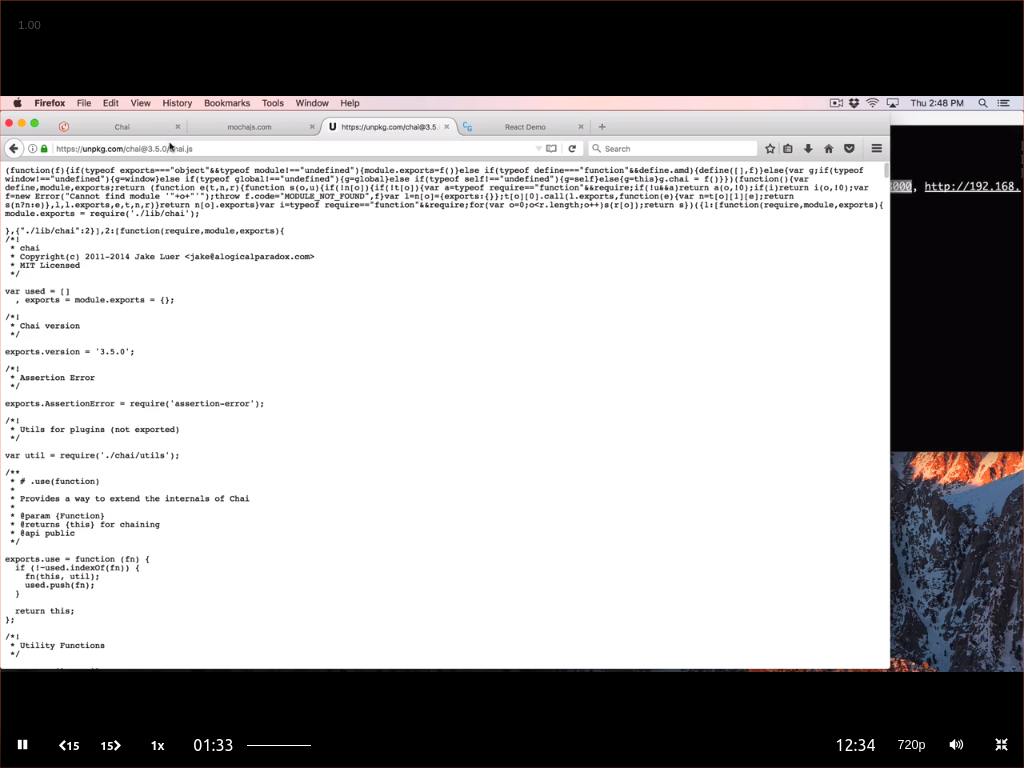 1.00
Firefox File Edit View History Bookmarks Tools Window Help Thu 2:48 PM
Chai mochajs.com https://unpkg.com/chai@3.5. React Demo
https://unpkg.com/chai@3.5.0/chai.js Search
(function(f){if(typeof exports==="object"&&typeof module!=="undefined"){module.exports=f()}else if(typeof define==="function"&&define.amd){define([],f)}else{var g;if(typeof
window!=="undefined"){g=window}else if(typeof global!=="undefined"){g=global}else if(typeof self!=="undefined"){g=self}else{g=this}g.chai = f()}})(function(){var
define,module,exports;return (function e(t,n,r){function s(o,u){if(!n[o]){if(!t[o]){var a=typeof require=="function"&&require;if(!u&&a)return a(o,!0);if(i)return i(o,!0);var
f=new Error("Cannot find module '"+o+"'");throw f.code="MODULE_NOT_FOUND",f}var l=n[o]={exports:{}};t[o][0].call(l.exports,function(e){var n=t[o][1][e];return
s(n?n:e)},l,l.exports,e,t,n,r)}return n[o].exports}var i=typeof require=="function"&&require;for(var o=0;o<r.length;o++)s(r[o]);return s})({1:[function(require,module,exports){
module.exports = require('./lib/chai');
},{"./lib/chai":2}],2:[function(require,module,exports){
/*!
* chai
* Copyright(c) 2011-2014 Jake Luer <jake@alogicalparadox.com>
* MIT Licensed
*/
var used = []
, exports = module.exports = {};
/*!
* Chai version
*/
exports.version = '3.5.0';
/*!
* Assertion Error
*/
exports.AssertionError = require('assertion-error');
/*!
* Utils for plugins (not exported)
*/
var util = require('./chai/utils');
/**
* # .use(function)
*
* Provides a way to extend the internals of Chai
*
* @param {Function}
* @returns {this} for chaining
* @api public
*/
exports.use = function (fn) {
if (!~used.indexOf(fn)) {
fn(this, util);
used.push(fn);
}
return this;
};
/*!
* Utility Functions
*/
3000, http://192.168.
15 15 1x 01:33 12:34 720p